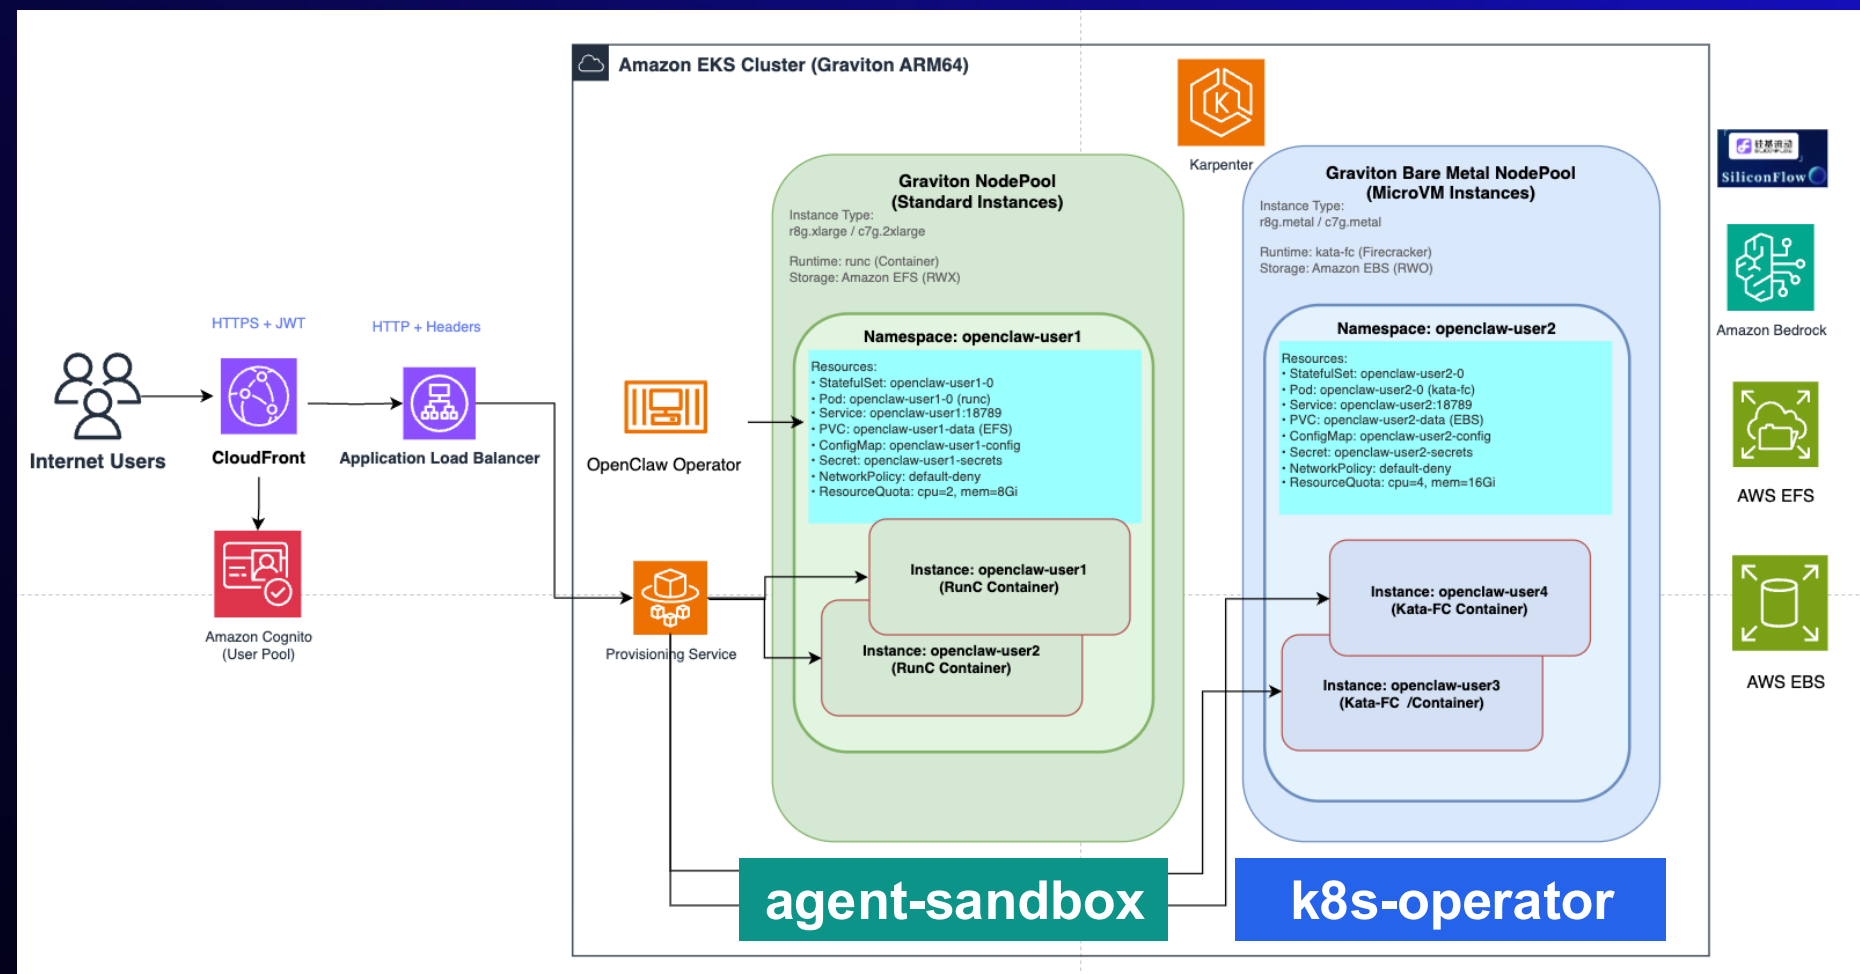 Amazon EKS Cluster (Graviton ARM64)
Karpenter
硅基流动
SILICONFLOW
SiliconFlow
Amazon Bedrock
AWS EFS
AWS EBS
HTTPS + JWT
HTTP + Headers
Internet Users
CloudFront
Application Load Balancer
Amazon Cognito
(User Pool)
OpenClaw Operator
Provisioning Service
Graviton NodePool
(Standard Instances)
Instance Type:
r8g.xlarge / c7g.2xlarge
Runtime: runc (Container)
Storage: Amazon EFS (RWX)
Namespace: openclaw-user1
Resources:
• StatefulSet: openclaw-user1-0
• Pod: openclaw-user1-0 (runc)
• Service: openclaw-user1:18789
• PVC: openclaw-user1-data (EFS)
• ConfigMap: openclaw-user1-config
• Secret: openclaw-user1-secrets
• NetworkPolicy: default-deny
• ResourceQuota: cpu=2, mem=8Gi
Instance: openclaw-user1
(RunC Container)
Instance: openclaw-user2
(RunC Container)
Graviton Bare Metal NodePool
(MicroVM Instances)
Instance Type:
r8g.metal / c7g.metal
Runtime: kata-fc (Firecracker)
Storage: Amazon EBS (RWO)
Namespace: openclaw-user2
Resources:
• StatefulSet: openclaw-user2-0
• Pod: openclaw-user2-0 (kata-fc)
• Service: openclaw-user2:18789
• PVC: openclaw-user2-data (EBS)
• ConfigMap: openclaw-user2-config
• Secret: openclaw-user2-secrets
• NetworkPolicy: default-deny
• ResourceQuota: cpu=4, mem=16Gi
Instance: openclaw-user4
(Kata-FC Container)
Instance: openclaw-user3
(Kata-FC /Container)
agent-sandbox
k8s-operator